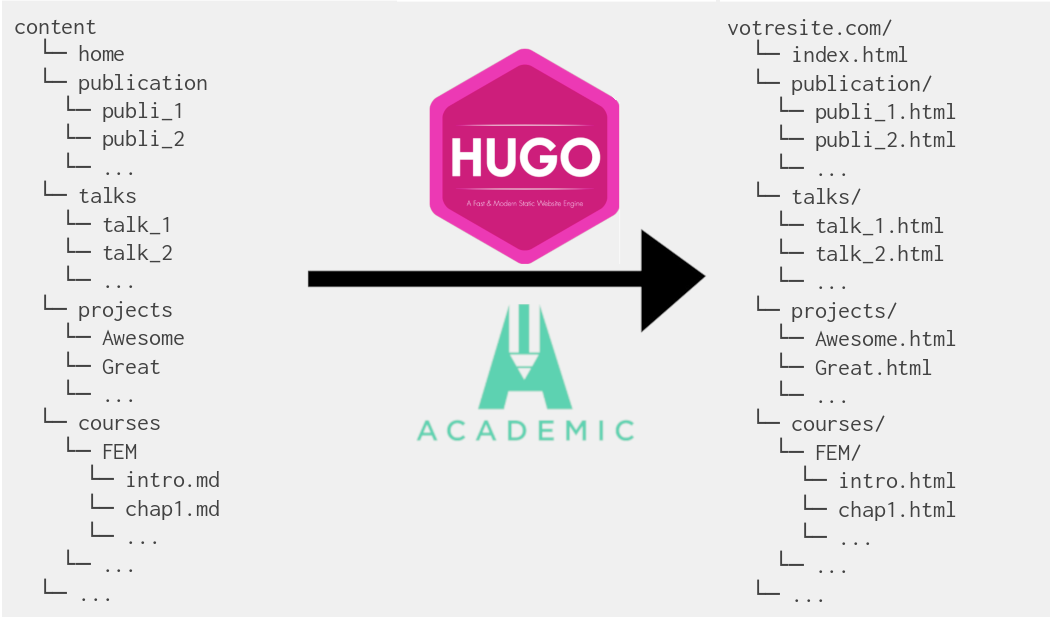 content
└─ home
└─ publication
└─ publi_1
└─ publi_2
└─ ...
└─ talks
└─ talk_1
└─ talk_2
└─ ...
└─ projects
└─ Awesome
└─ Great
└─ ...
└─ courses
└─ FEM
└─ intro.md
└─ chap1.md
└─ ...
└─ ...
└─ ...
HUGO
A Fast & Modern Static Website Engine
ACADEMIC
votresite.com/
└─ index.html
└─ publication/
└─ publi_1.html
└─ publi_2.html
└─ ...
└─ talks/
└─ talk_1.html
└─ talk_2.html
└─ ...
└─ projects/
└─ Awesome.html
└─ Great.html
└─ ...
└─ courses/
└─ FEM/
└─ intro.html
└─ chap1.html
└─ ...
└─ ...
└─ ...